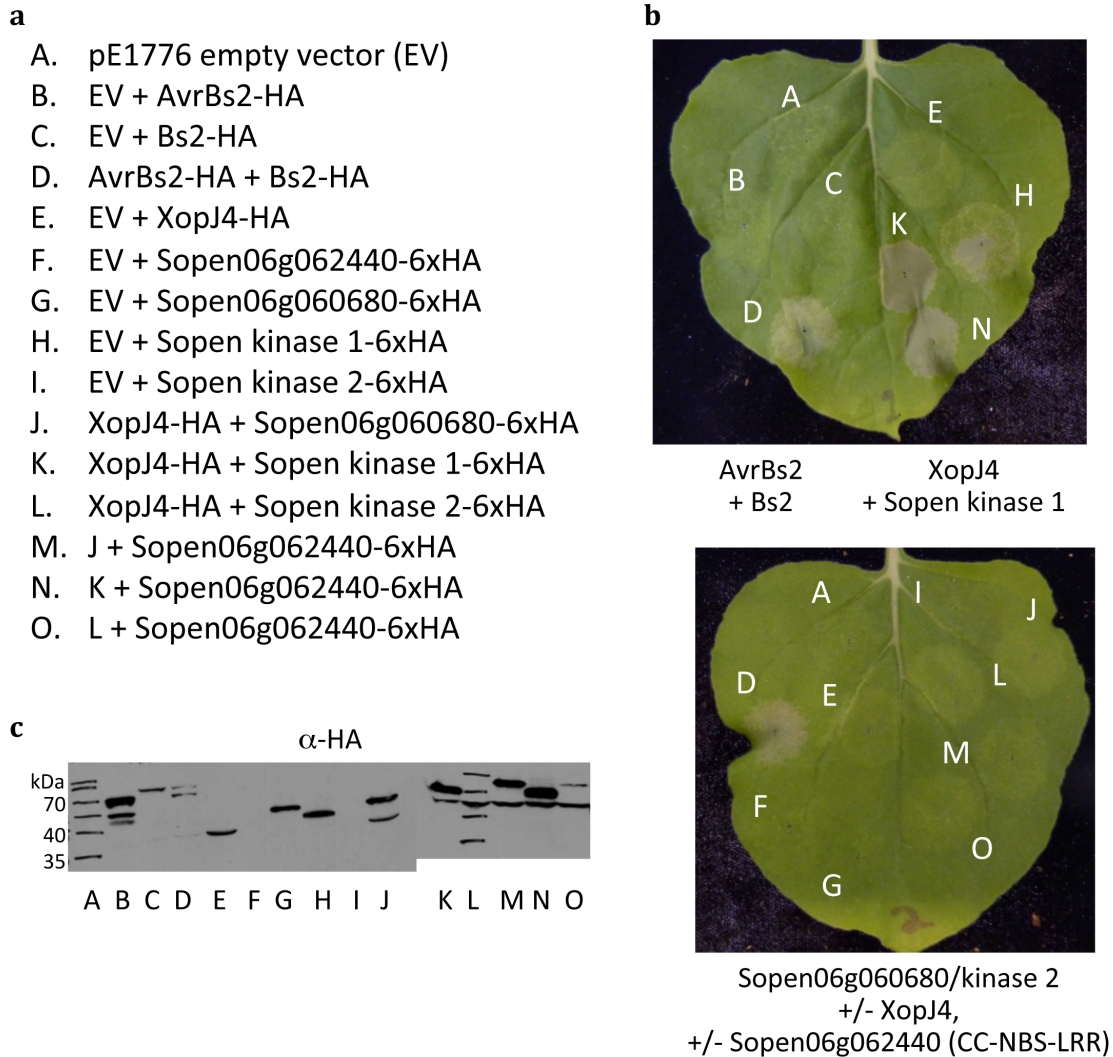 a
A. pE1776 empty vector (EV)
B. EV + AvrBs2-HA
C. EV + Bs2-HA
D. AvrBs2-HA + Bs2-HA
E. EV + XopJ4-HA
F. EV + Sopen06g062440-6xHA
G. EV + Sopen06g060680-6xHA
H. EV + Sopen kinase 1-6xHA
I. EV + Sopen kinase 2-6xHA
J. XopJ4-HA + Sopen06g060680-6xHA
K. XopJ4-HA + Sopen kinase 1-6xHA
L. XopJ4-HA + Sopen kinase 2-6xHA
M. J + Sopen06g062440-6xHA
N. K + Sopen06g062440-6xHA
O. L + Sopen06g062440-6xHA
b
A
E
B
C
H
K
D
N
AvrBs2
+ Bs2
XopJ4
+ Sopen kinase 1
A
I
J
D
E
L
M
F
O
G
2
Sopen06g060680/kinase 2
+/- XopJ4,
+/- Sopen06g062440 (CC-NBS-LRR)
c
α-HA
kDa
70
40
35
A B C D E F G H I J K L M N O